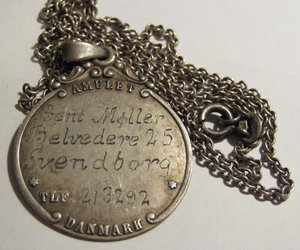 AMULET
Bent Møller
Belvedere 25
Svendborg
TLF. 213292
DANMARK